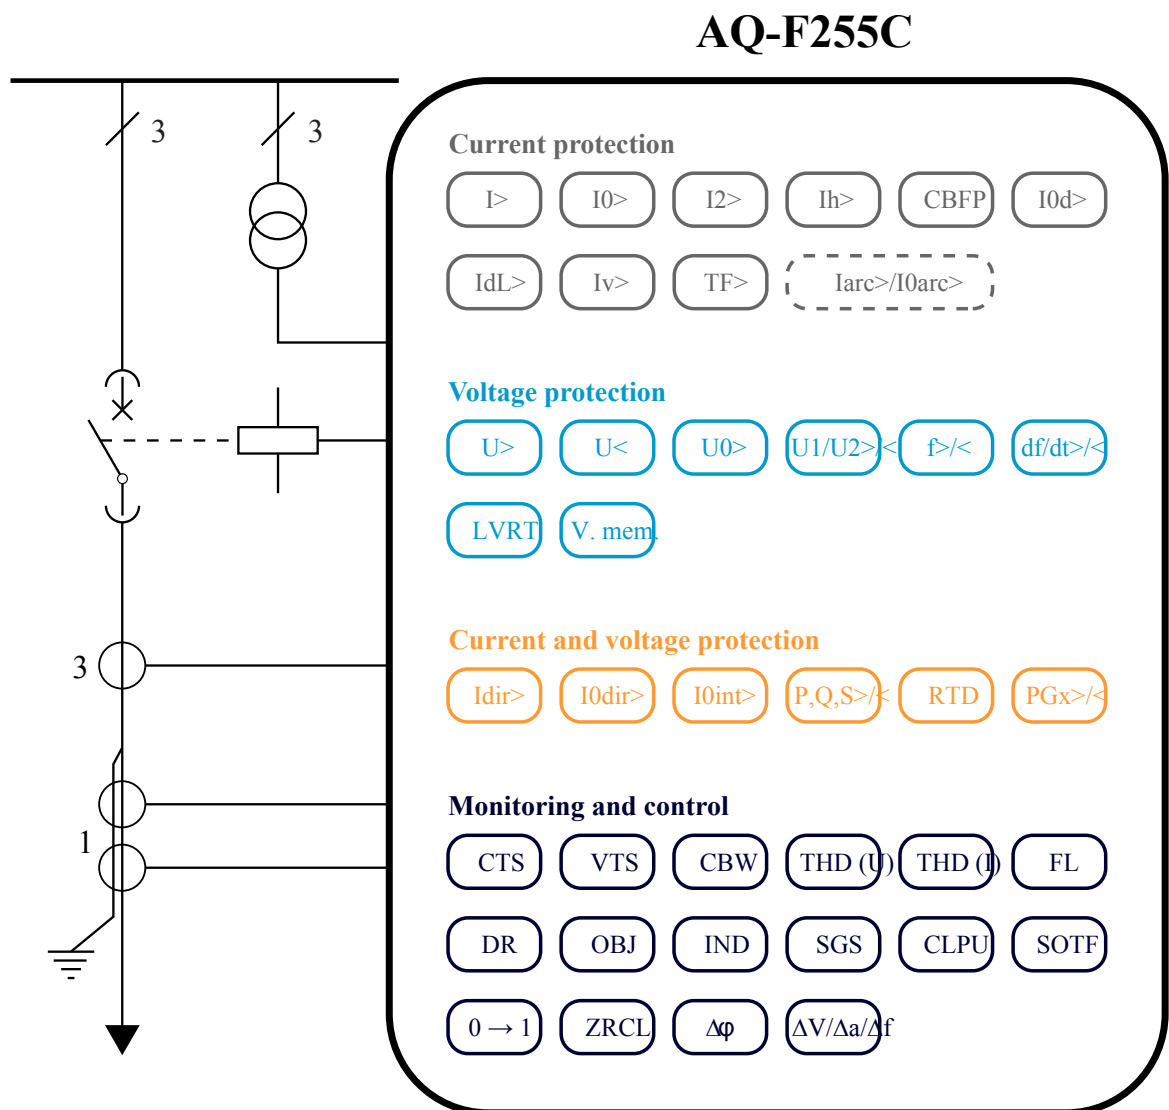 AQ-F255C
3
3
Current protection
I> I0> I2> Ih> CBFP I0d>
IdL> Iv> TF> Iarc>/I0arc>
Voltage protection
U> U< U0> U1/U2>/< f>/< df/dt>/<
LVRT V. mem.
Current and voltage protection
3
Idir> I0dir> I0int> P,Q,S>/< RTD PGx>/<
Monitoring and control
1
CTS VTS CBW THD (U) THD (I) FL
DR OBJ IND SGS CLPU SOTF
0 → 1 ZRCL Δφ ΔV/Δa/Δf